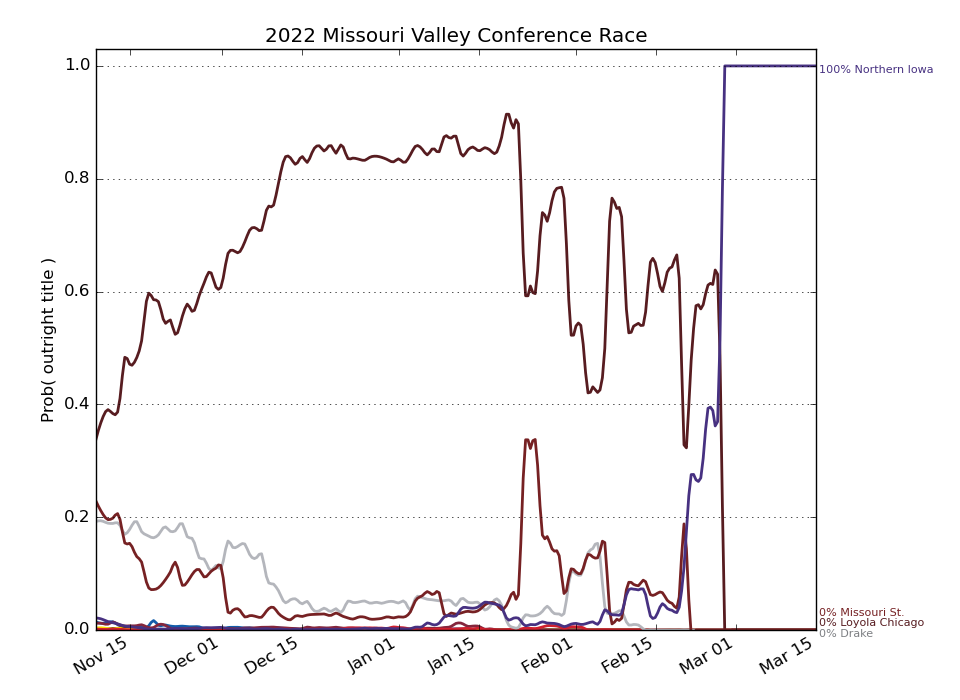 2022 Missouri Valley Conference Race
1.0
0.8
0.6
0.4
0.2
0.0
Prob( outright title )
Nov 15
Dec 01
Dec 15
Jan 01
Jan 15
Feb 01
Feb 15
Mar 01
Mar 15
100% Northern Iowa
0% Missouri St.
0% Loyola Chicago
0% Drake